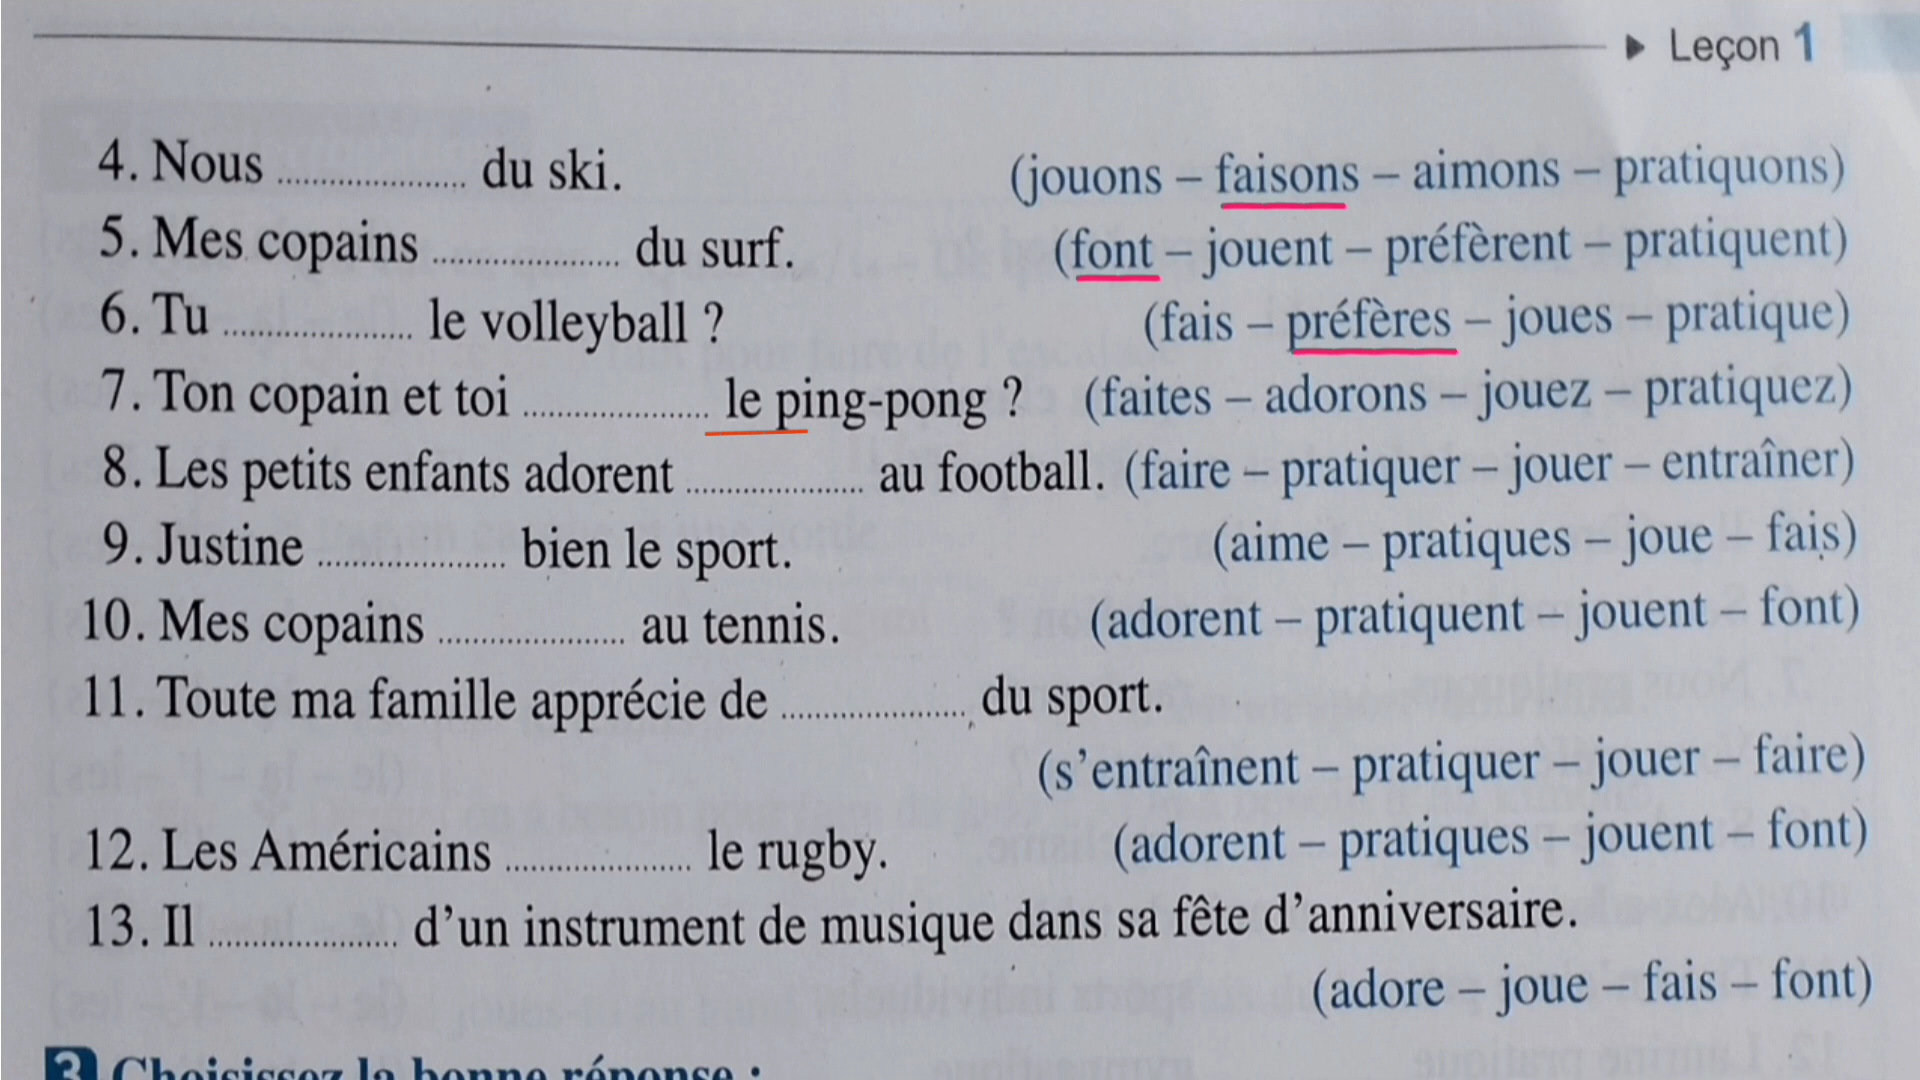 ▶ Leçon 1
4. Nous .................... du ski. (jouons – faisons – aimons – pratiquons)
5. Mes copains .................... du surf. (font – jouent – préfèrent – pratiquent)
6. Tu .................... le volleyball ? (fais – préfères – joues – pratique)
7. Ton copain et toi .................... le ping-pong ? (faites – adorons – jouez – pratiquez)
8. Les petits enfants adorent .................... au football. (faire – pratiquer – jouer – entraîner)
9. Justine .................... bien le sport. (aime – pratiques – joue – fais)
10. Mes copains .................... au tennis. (adorent – pratiquent – jouent – font)
11. Toute ma famille apprécie de .................... du sport.
(s'entraînent – pratiquer – jouer – faire)
12. Les Américains .................... le rugby. (adorent – pratiques – jouent – font)
13. Il .................... d'un instrument de musique dans sa fête d'anniversaire.
(adore – joue – fais – font)
3 Choisissez la bonne réponse :